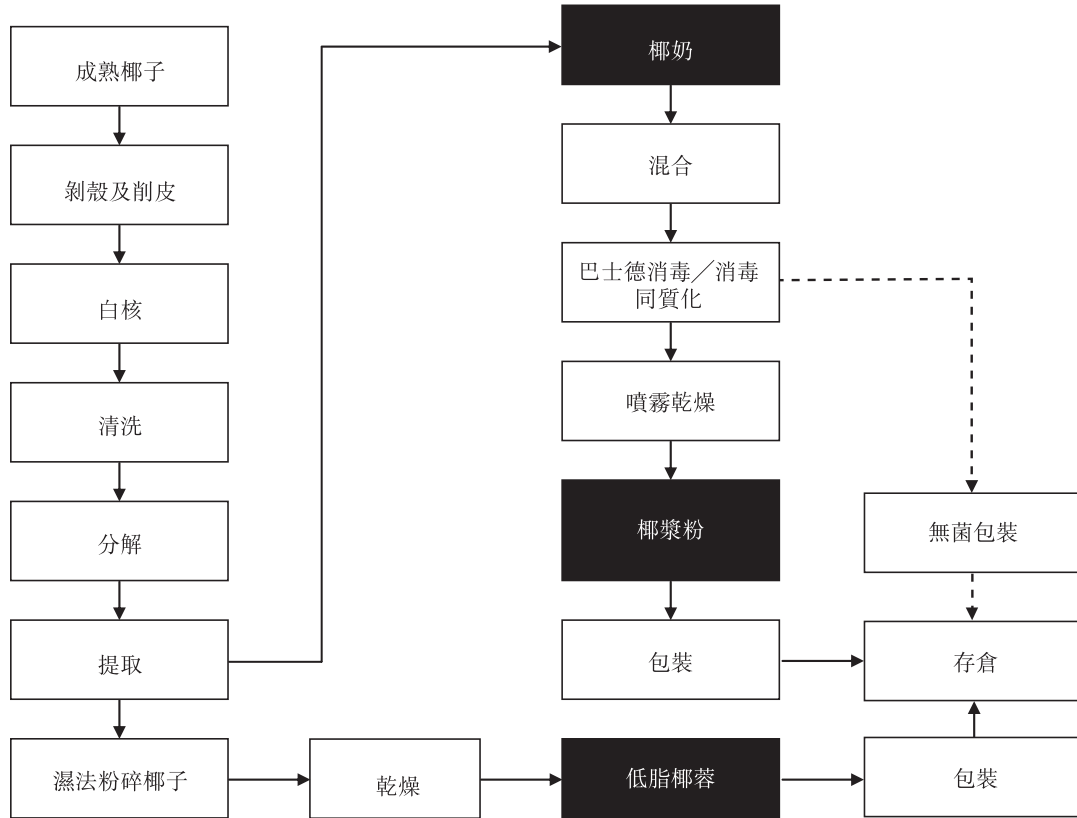 成熟椰子
剝殼及削皮
白核
清洗
分解
提取
濕法粉碎椰子
乾燥
椰奶
混合
巴士德消毒／消毒
同質化
噴霧乾燥
椰漿粉
包裝
低脂椰蓉
無菌包裝
存倉
包裝